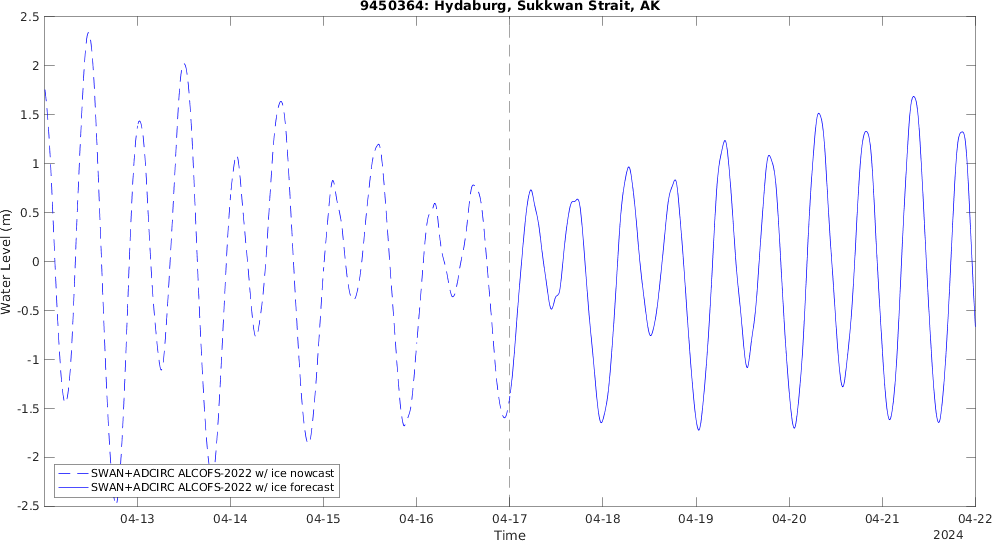 9450364: Hydaburg, Sukkwan Strait, AK
2.5
2
1.5
1
0.5
0
-0.5
-1
-1.5
-2
-2.5
Water Level (m)
SWAN+ADCIRC ALCOFS-2022 w/ ice nowcast
SWAN+ADCIRC ALCOFS-2022 w/ ice forecast
04-13 04-14 04-15 04-16 04-17 04-18 04-19 04-20 04-21 04-22
Time
2024